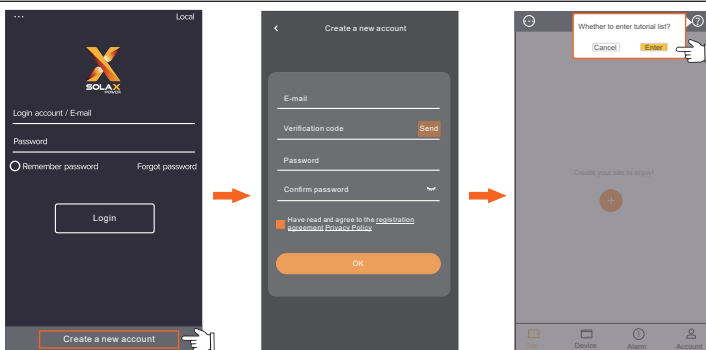 Local
SOLAX
POWER
Login account / E-mail
Password
Remember password
Forgot password
Login
Create a new account
Create a new account
E-mail
Verification code
Send
Password
Confirm password
Have read and agree to the registration
agreement Privacy Policy
OK
Whether to enter tutorial list?
Cancel
Enter
?
Create your site to enjoy!
+
Site
Device
Alarm
Account